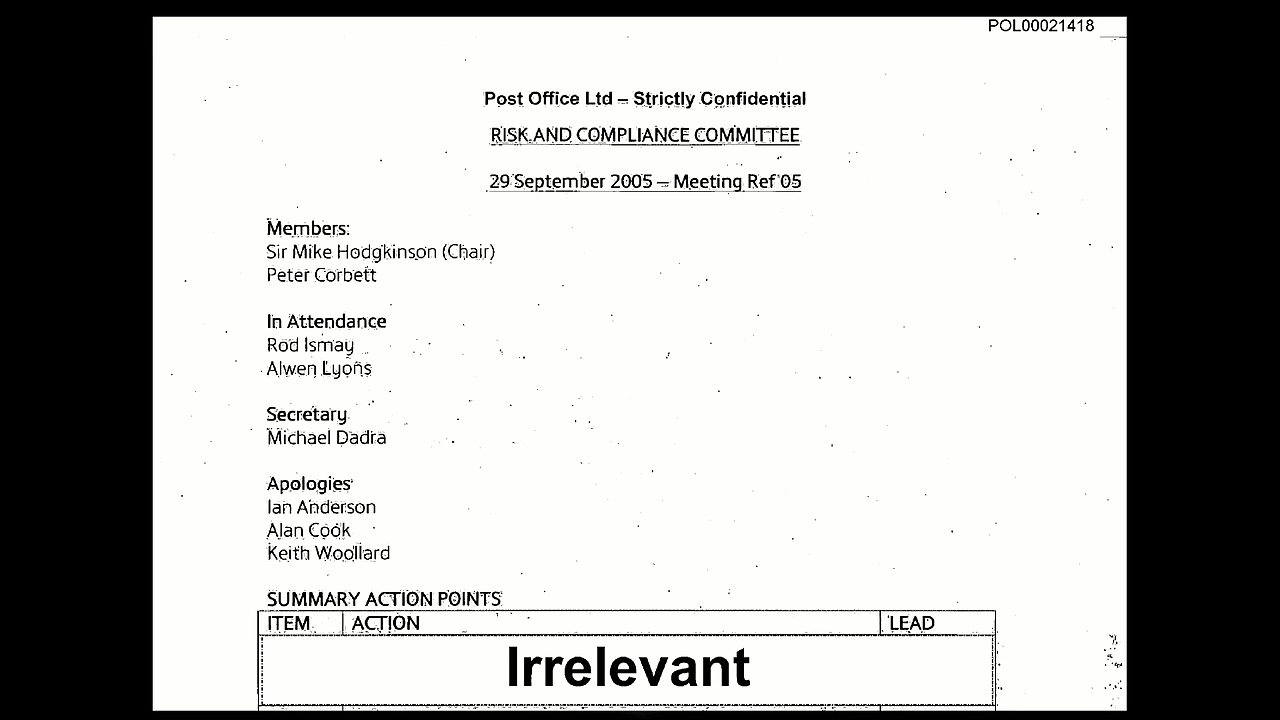 POL00021418
Post Office Ltd – Strictly Confidential
RISK AND COMPLIANCE COMMITTEE
29 September 2005 – Meeting Ref 05
Members:
Sir Mike Hodgkinson (Chair)
Peter Corbett
In Attendance
Rod Ismay
Alwen Lyons
Secretary
Michael Dadra
Apologies
Ian Anderson
Alan Cook
Keith Woollard
SUMMARY ACTION POINTS
ITEM ACTION LEAD
Irrelevant